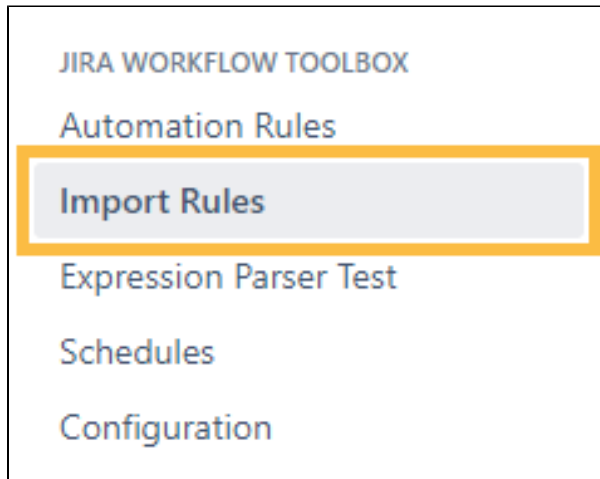 JIRA WORKFLOW TOOLBOX
Automation Rules
Import Rules
Expression Parser Test
Schedules
Configuration